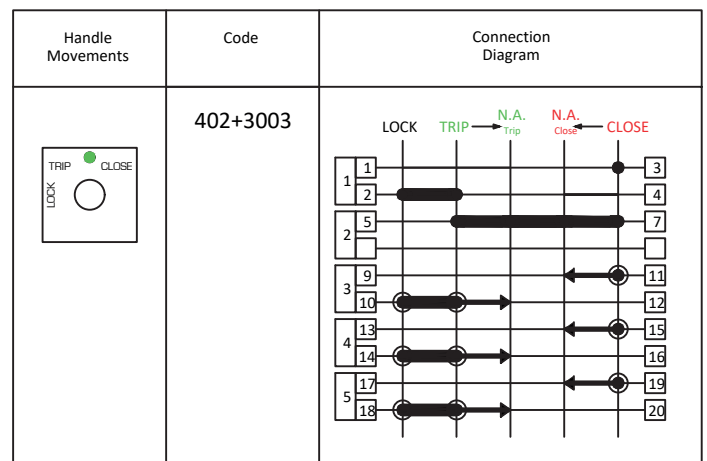 Handle
Movements
Code
Connection
Diagram
402+3003
TRIP
CLOSE
LOCK
LOCK
TRIP
N.A.
Trip
N.A.
Close
CLOSE
1
1
3
2
4
2
5
7
3
9
11
10
12
4
13
15
14
16
5
17
19
18
20